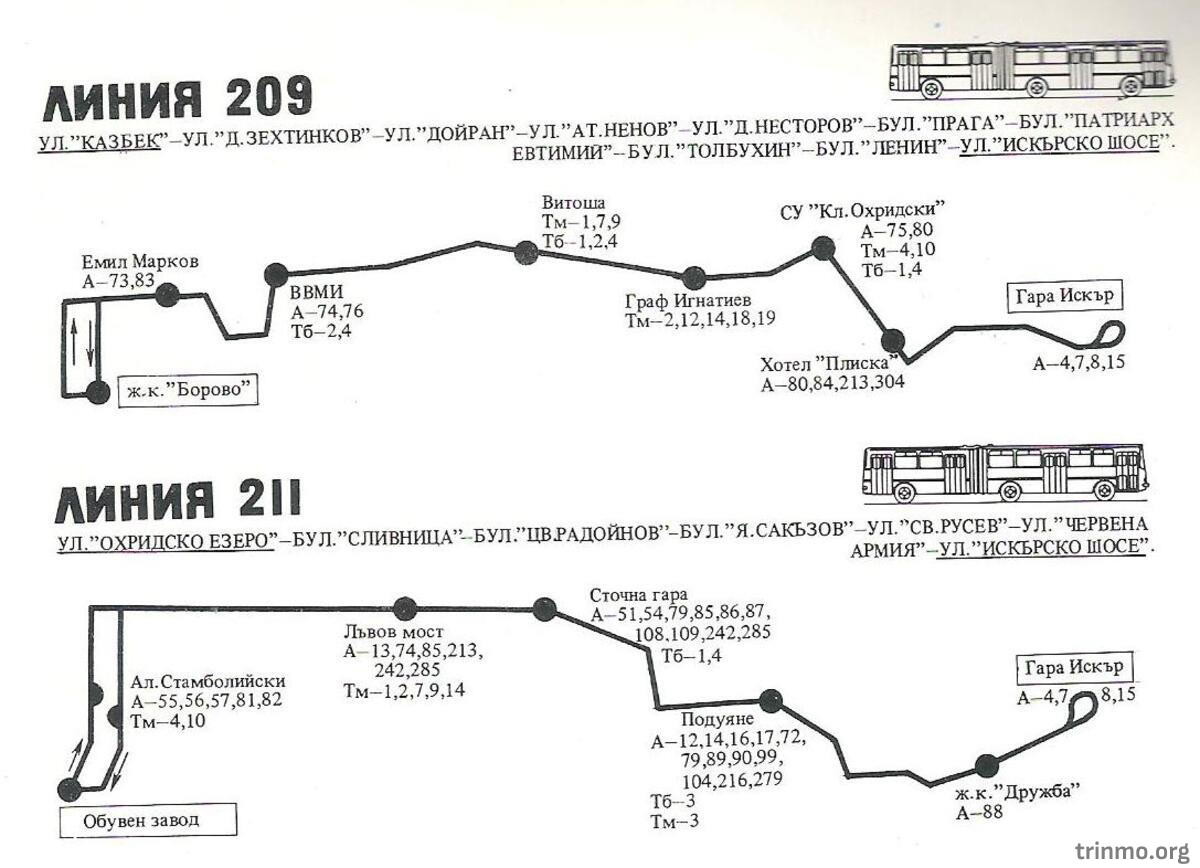 ЛИНИЯ 209
УЛ."КАЗБЕК"–УЛ."Д.ЗЕХТИНКОВ"–УЛ."ДОЙРАН"–УЛ."АТ.НЕНОВ"–УЛ."Д.НЕСТОРОВ"–БУЛ."ПРАГА"–БУЛ."ПАТРИАРХ
ЕВТИМИЙ"–БУЛ."ТОЛБУХИН"–БУЛ."ЛЕНИН"–УЛ."ИСКЪРСКО ШОСЕ".
Емил Марков
А–73,83
ВВМИ
А–74,76
Тб–2,4
ж.к."Борово"
Витоша
Тм–1,7,9
Тб–1,2,4
Граф Игнатиев
Тм–2,12,14,18,19
СУ "Кл.Охридски"
А–75,80
Тм–4,10
Тб–1,4
Хотел "Плиска"
А–80,84,213,304
Гара Искър
А–4,7,8,15
ЛИНИЯ 211
УЛ."ОХРИДСКО ЕЗЕРО"–БУЛ."СЛИВНИЦА"–БУЛ."ЦВ.РАДОЙНОВ"–БУЛ."Я.САКЪЗОВ"–УЛ."СВ.РУСЕВ"–УЛ."ЧЕРВЕНА
АРМИЯ"–УЛ."ИСКЪРСКО ШОСЕ".
Ал.Стамболийски
А–55,56,57,81,82
Тм–4,10
Обувен завод
Лъвов мост
А–13,74,85,213,
242,285
Тм–1,2,7,9,14
Сточна гара
А–51,54,79,85,86,87,
108,109,242,285
Тб–1,4
Подуяне
А–12,14,16,17,72,
79,89,90,99,
104,216,279
Тб–3
Тм–3
ж.к."Дружба"
А–88
Гара Искър
А–4,7 8,15
trinmo.org